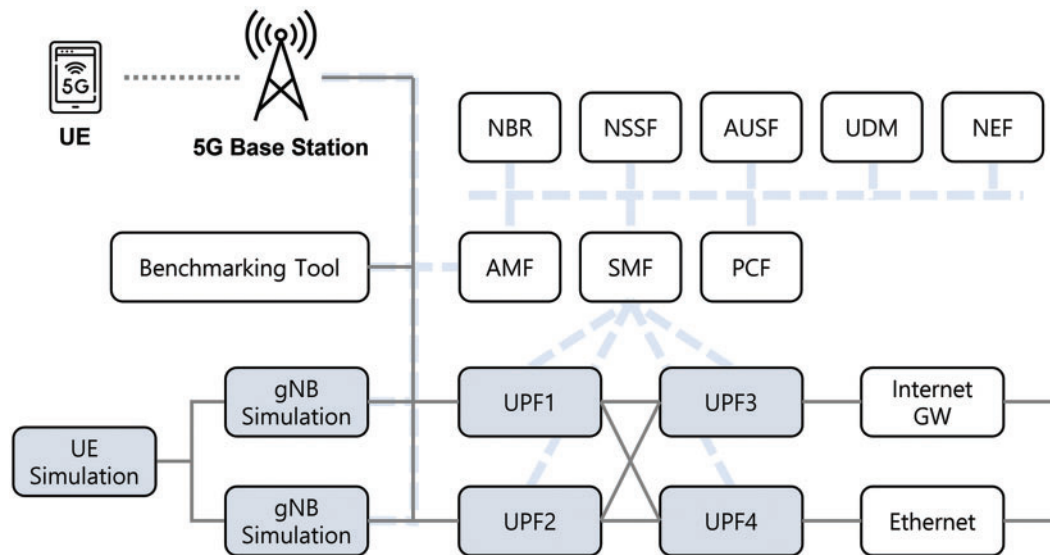 5G
UE
5G Base Station
NBR
NSSF
AUSF
UDM
NEF
Benchmarking Tool
AMF
SMF
PCF
gNB
Simulation
UPF1
UPF3
Internet
GW
UE
Simulation
gNB
Simulation
UPF2
UPF4
Ethernet